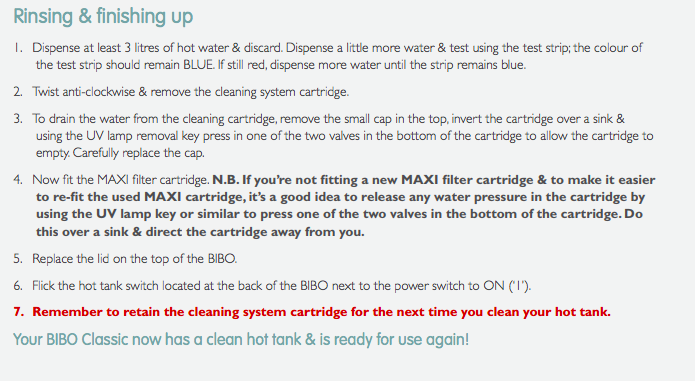 Rinsing & finishing up
1. Dispense at least 3 litres of hot water & discard. Dispense a little more water & test using the test strip; the colour of
the test strip should remain BLUE. If still red, dispense more water until the strip remains blue.
2. Twist anti-clockwise & remove the cleaning system cartridge.
3. To drain the water from the cleaning cartridge, remove the small cap in the top, invert the cartridge over a sink &
using the UV lamp removal key press in one of the two valves in the bottom of the cartridge to allow the cartridge to
empty. Carefully replace the cap.
4. Now fit the MAXI filter cartridge. N.B. If you're not fitting a new MAXI filter cartridge & to make it easier
to re-fit the used MAXI cartridge, it's a good idea to release any water pressure in the cartridge by
using the UV lamp key or similar to press one of the two valves in the bottom of the cartridge. Do
this over a sink & direct the cartridge away from you.
5. Replace the lid on the top of the BIBO.
6. Flick the hot tank switch located at the back of the BIBO next to the power switch to ON ('I').
7. Remember to retain the cleaning system cartridge for the next time you clean your hot tank.
Your BIBO Classic now has a clean hot tank & is ready for use again!